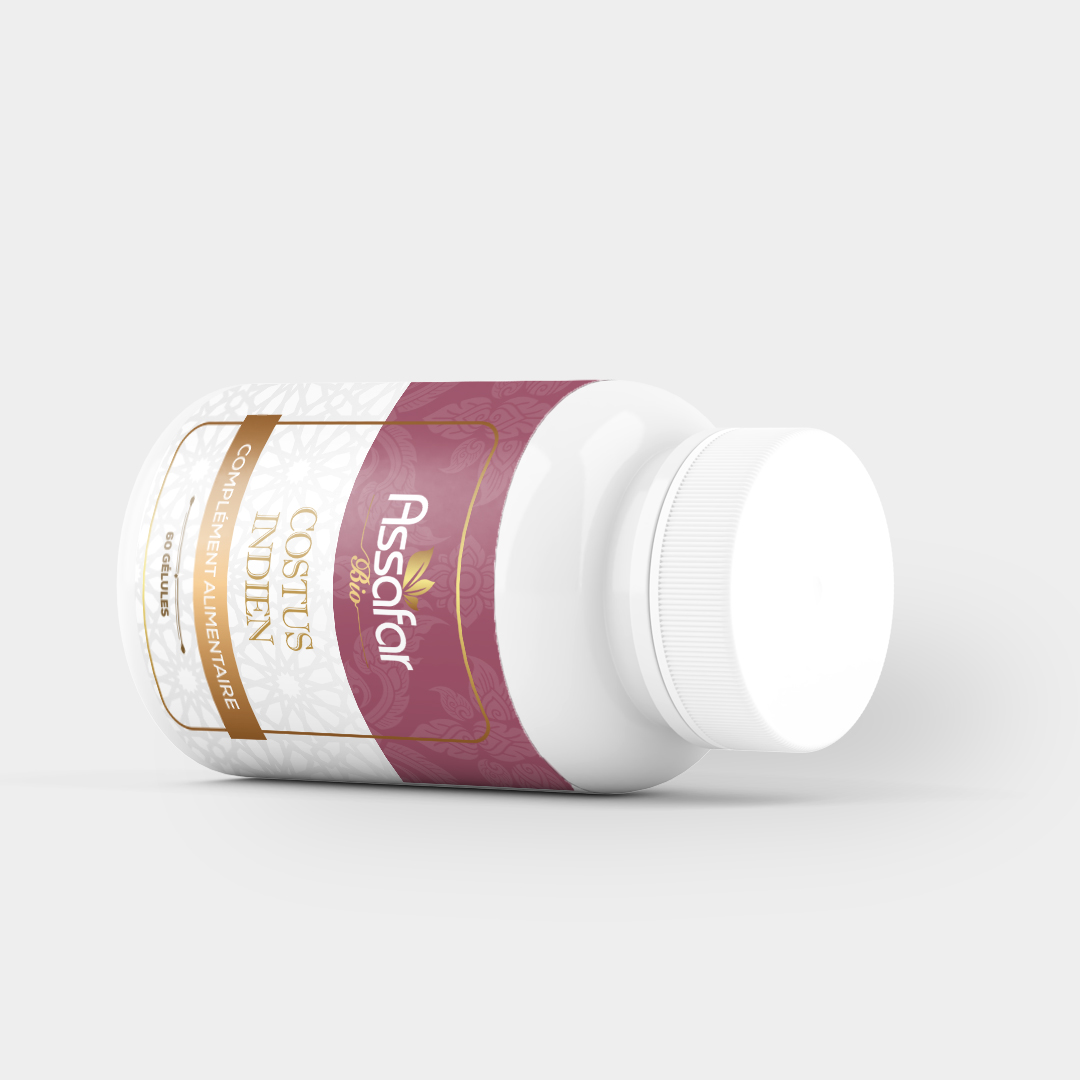 Assafar
Bio
COSTUS
INDIEN
COMPLÉMENT ALIMENTAIRE
60 GÉLULES